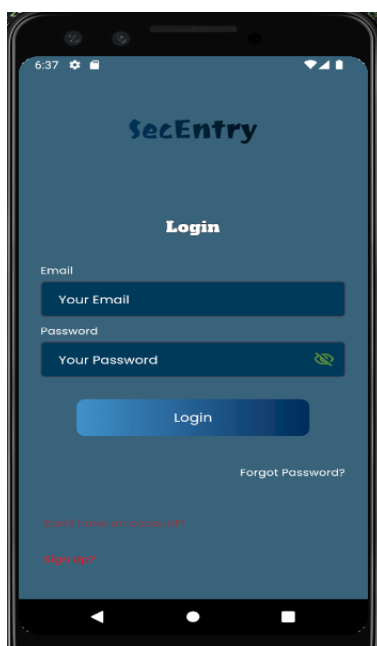 6:37
SecEntry
Login
Email
Your Email
Password
Your Password
Login
Forgot Password?
Don't have an account?
Sign Up?